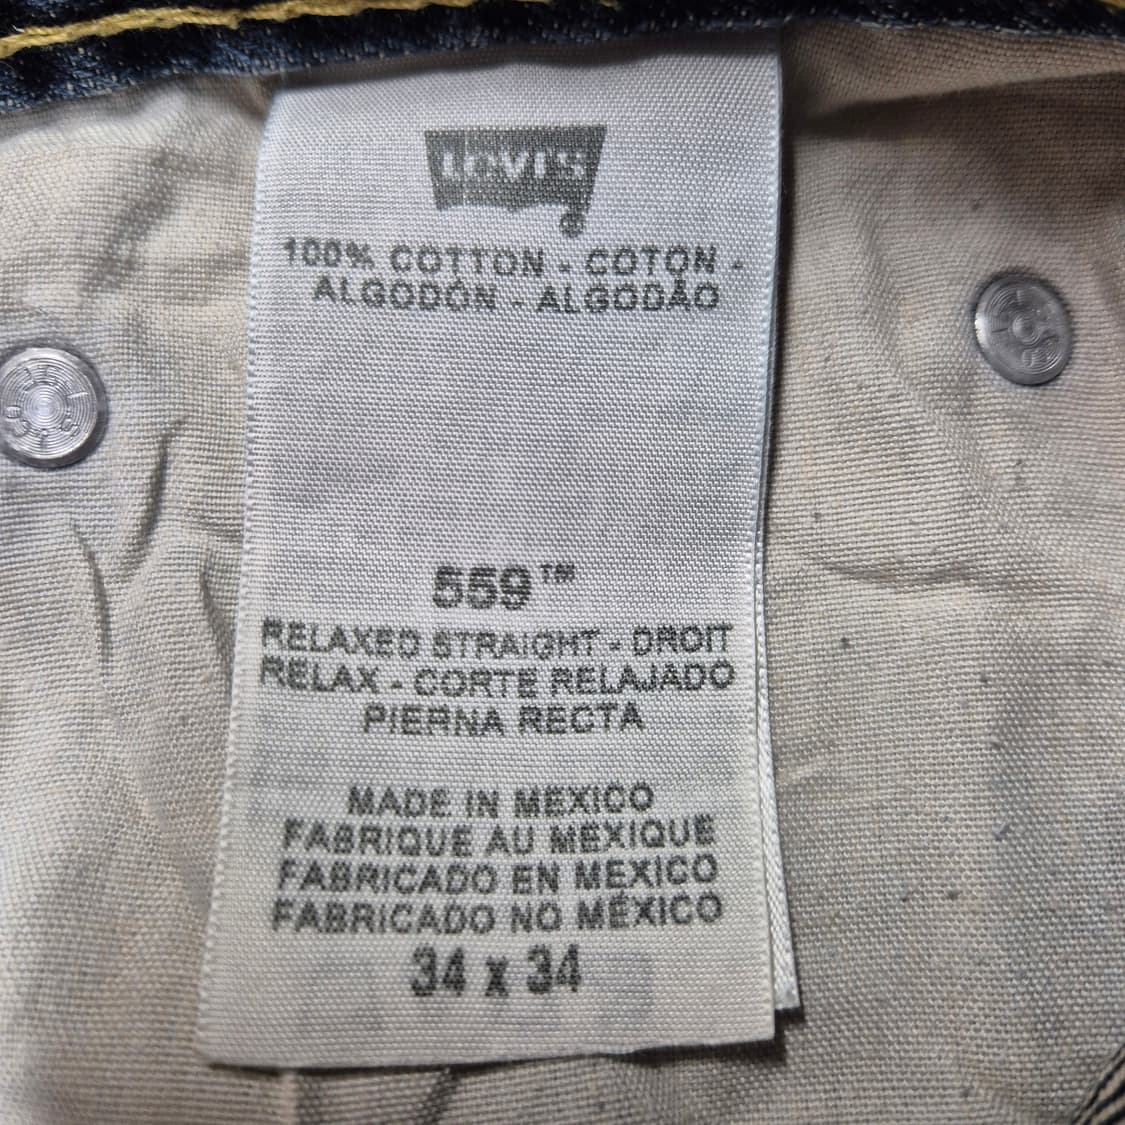 Levi's
®
100% COTTON - COTON -
ALGODÓN - ALGODÃO
559™
RELAXED STRAIGHT - DROIT
RELAX - CORTE RELAJADO
PIERNA RECTA
MADE IN MEXICO
FABRIQUE AU MEXIQUE
FABRICADO EN MEXICO
FABRICADO NO MÉXICO
34 x 34